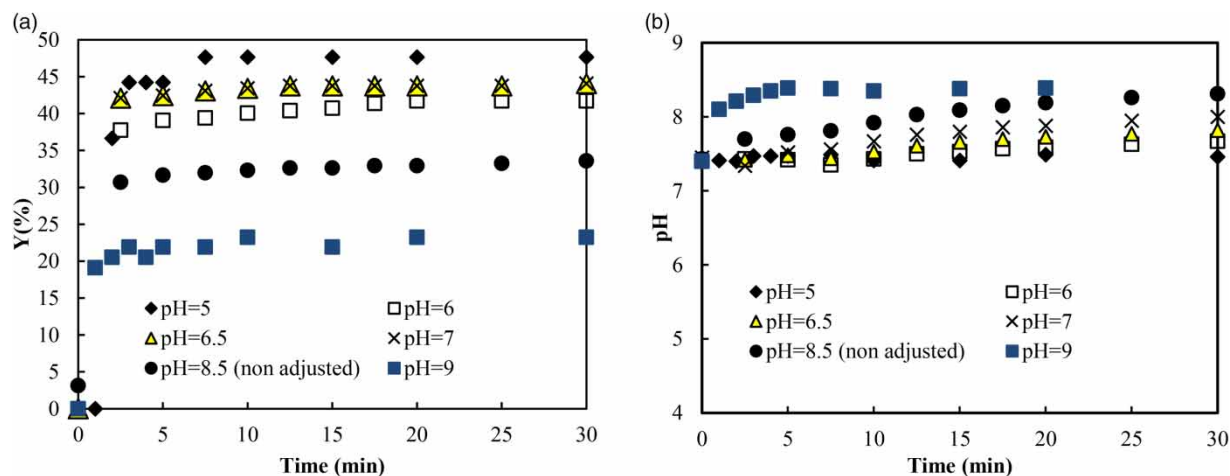 (a)
50
45
40
35
30
25
20
15
10
5
0
Y(%)
pH=5
pH=6
pH=6.5
pH=7
pH=8.5 (non adjusted)
pH=9
0 5 10 15 20 25 30
Time (min)
(b)
9
8
7
6
5
4
pH
pH=5
pH=6
pH=6.5
pH=7
pH=8.5 (non adjusted)
pH=9
0 5 10 15 20 25 30
Time (min)